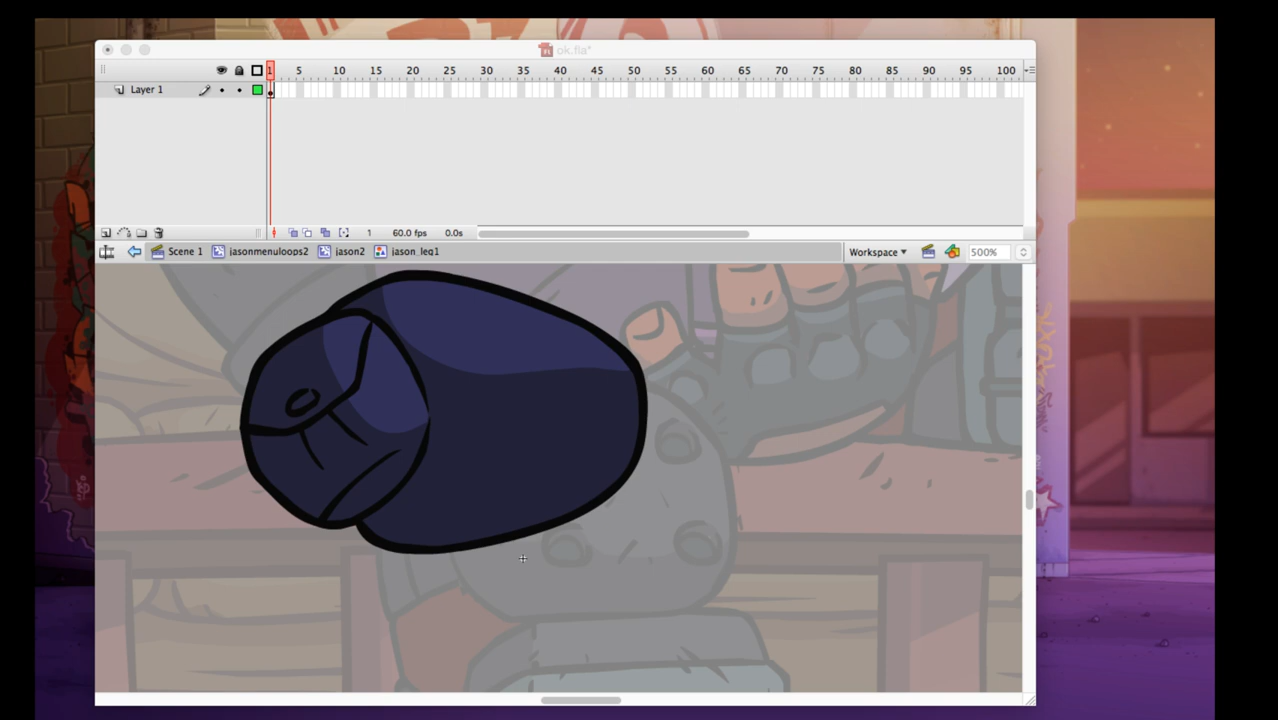 ok.fla*
1 5 10 15 20 25 30 35 40 45 50 55 60 65 70 75 80 85 90 95 100
Layer 1
1 60.0 fps 0.0s
Scene 1 jasonmenuloops2 jason2 jason_leg1 Workspace 500%